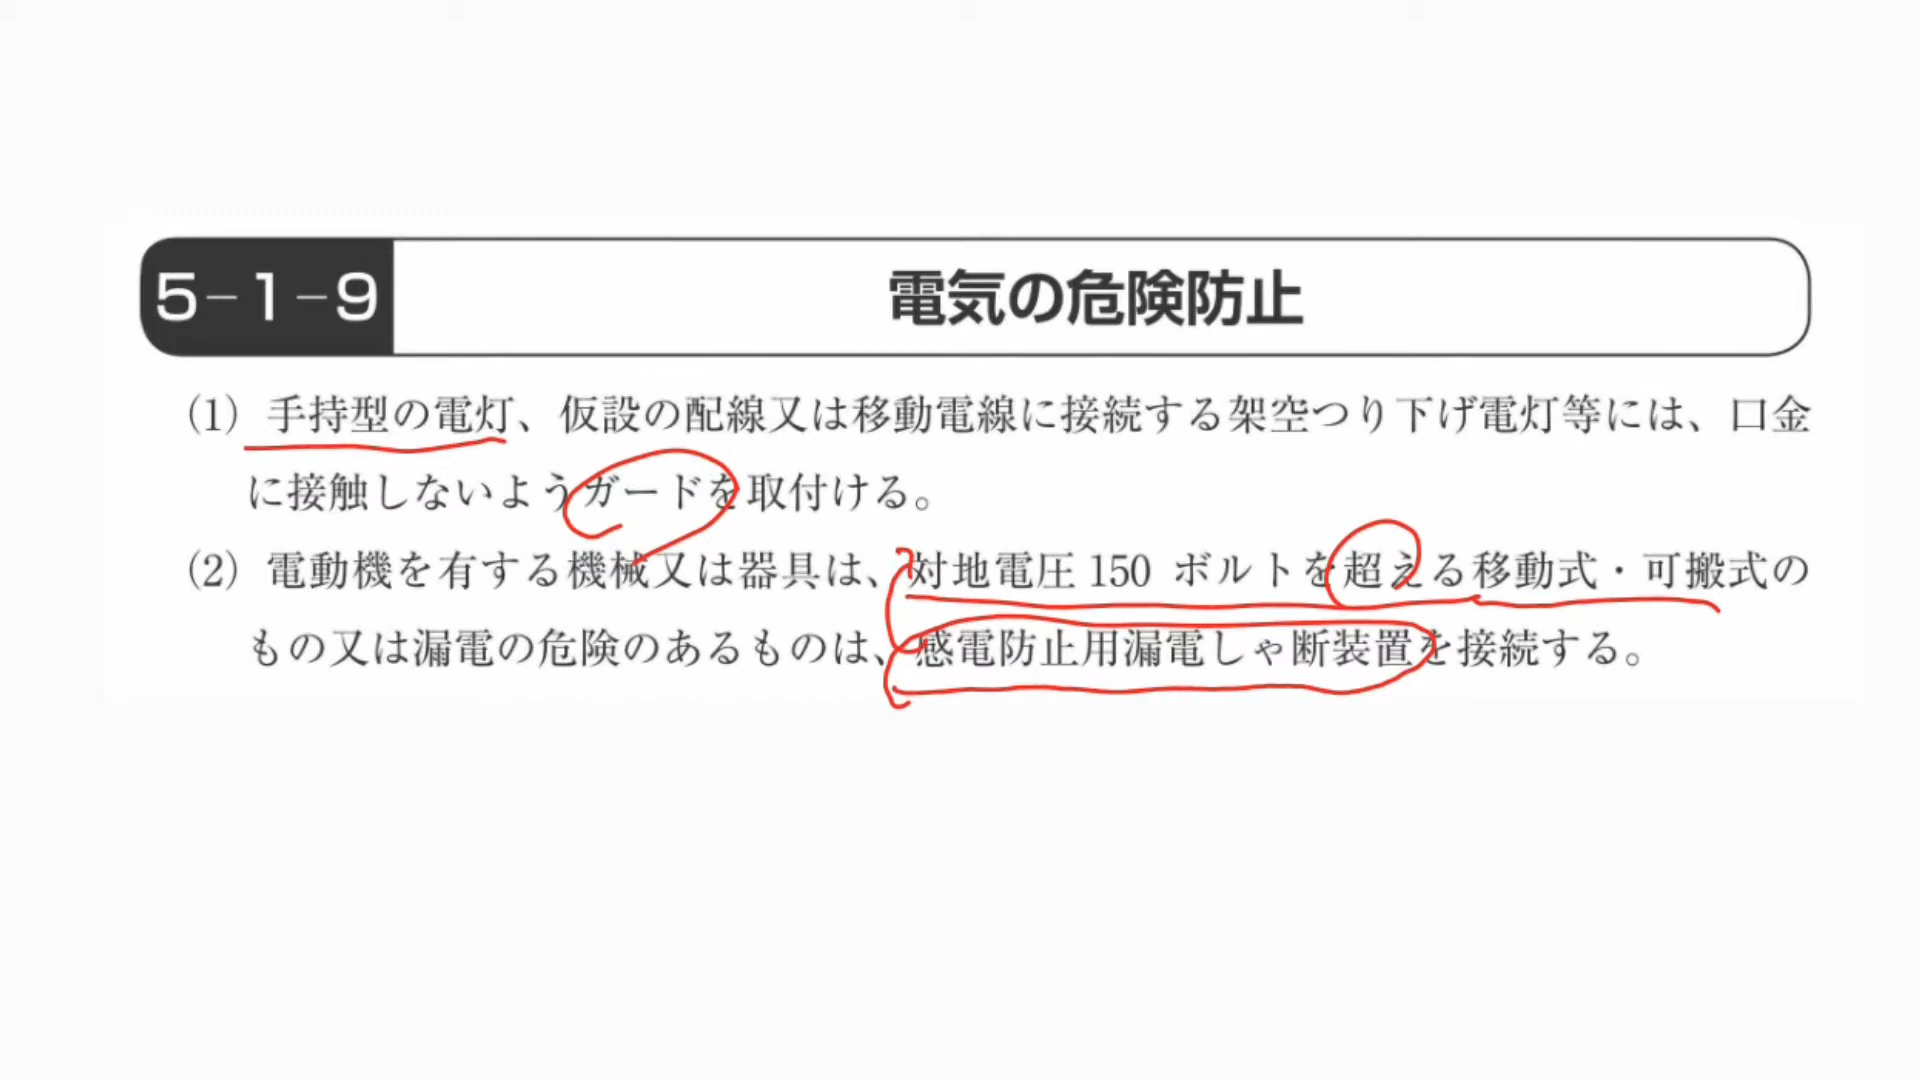 5-1-9 電気の危険防止
(1) 手持型の電灯、仮設の配線又は移動電線に接続する架空つり下げ電灯等には、口金
に接触しないようガードを取付ける。
(2) 電動機を有する機械又は器具は、対地電圧 150 ボルトを超える移動式・可搬式の
もの又は漏電の危険のあるものは、感電防止用漏電しゃ断装置を接続する。